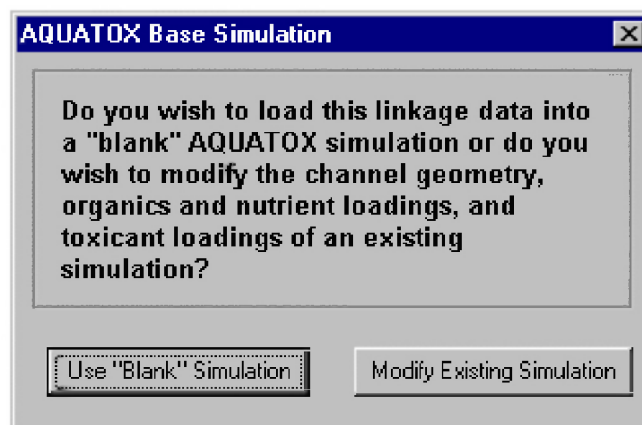 AQUATOX Base Simulation
Do you wish to load this linkage data into
a "blank" AQUATOX simulation or do you
wish to modify the channel geometry,
organics and nutrient loadings, and
toxicant loadings of an existing
simulation?
Use "Blank" Simulation
Modify Existing Simulation